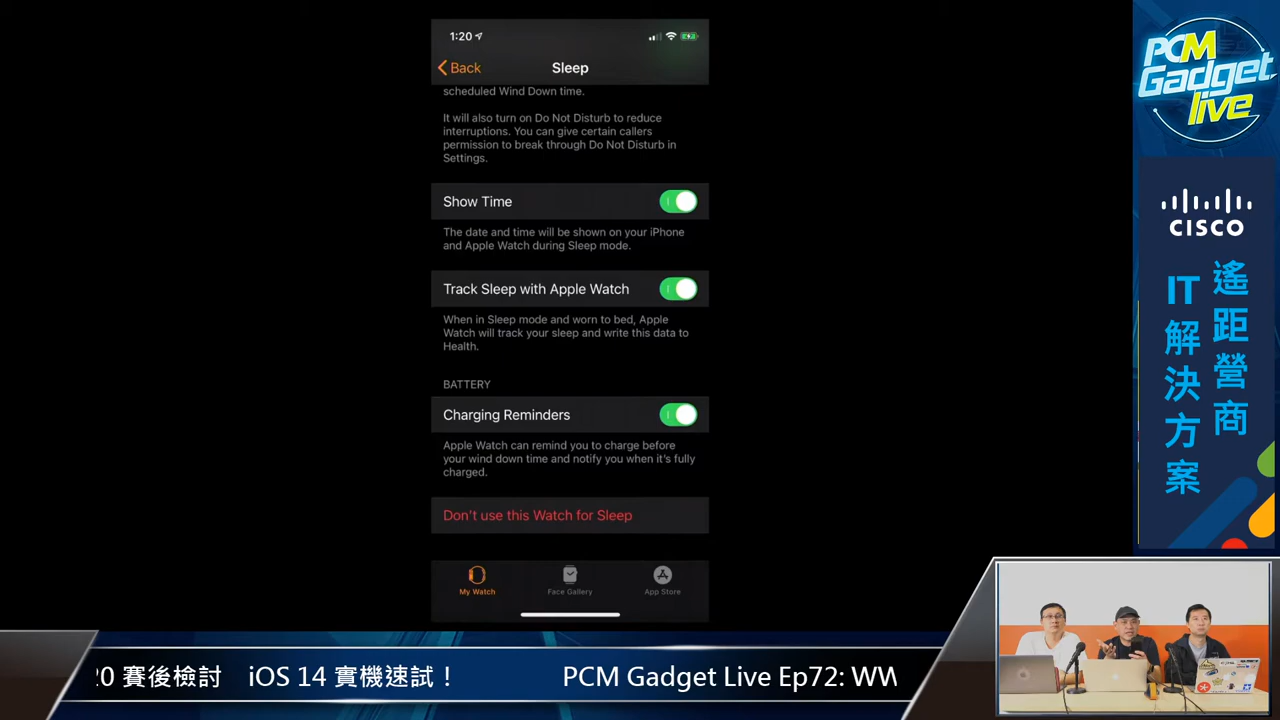 1:20
Back
Sleep
scheduled Wind Down time.
It will also turn on Do Not Disturb to reduce
interruptions. You can give certain callers
permission to break through Do Not Disturb in
Settings.
Show Time
The date and time will be shown on your iPhone
and Apple Watch during Sleep mode.
Track Sleep with Apple Watch
When in Sleep mode and worn to bed, Apple
Watch will track your sleep and write this data to
Health.
BATTERY
Charging Reminders
Apple Watch can remind you to charge before
your wind down time and notify you when it's fully
charged.
Don't use this Watch for Sleep
My Watch
Face Gallery
App Store
PCM
Gadget
live
CISCO
遙距營商
IT解決方案
20 賽後檢討 iOS 14 實機速試！ PCM Gadget Live Ep72: WW